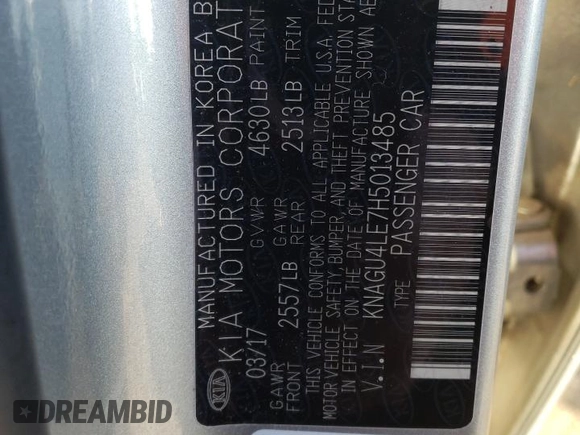 MANUFACTURED IN KOREA B
KIA MOTORS CORPORAT
03/17 GVWR 4630LB PAINT
GAWR GAWR
FRONT 2557LB REAR 2513LB TRIM
THIS VEHICLE CONFORMS TO ALL APPLICABLE U.S.A. FED
MOTOR VEHICLE SAFETY, BUMPER, AND THEFT PREVENTION STA
IN EFFECT ON THE DATE OF MANUFACTURE SHOWN AB
V.I.N KNAGU4LE7H5013485
TYPE PASSENGER CAR
KIA
DREAMBID